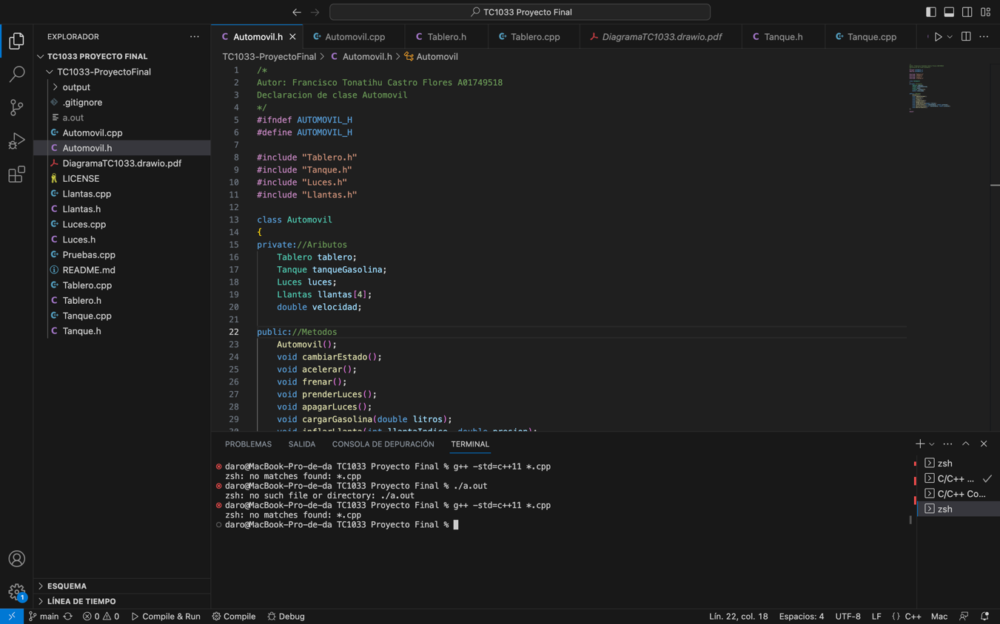 TC1033 Proyecto Final
EXPLORADOR
TC1033 PROYECTO FINAL
TC1033-ProyectoFinal
output
.gitignore
a.out
Automovil.cpp
Automovil.h
DiagramaTC1033.drawio.pdf
LICENSE
Llantas.cpp
Llantas.h
Luces.cpp
Luces.h
Pruebas.cpp
README.md
Tablero.cpp
Tablero.h
Tanque.cpp
Tanque.h
ESQUEMA
LÍNEA DE TIEMPO
Automovil.h Automovil.cpp Tablero.h Tablero.cpp DiagramaTC1033.drawio.pdf Tanque.h Tanque.cpp
TC1033-ProyectoFinal > C Automovil.h > Automovil
1 /*
2 Autor: Francisco Tonatihu Castro Flores A01749518
3 Declaracion de clase Automovil
4 */
5 #ifndef AUTOMOVIL_H
6 #define AUTOMOVIL_H
7
8 #include "Tablero.h"
9 #include "Tanque.h"
10 #include "Luces.h"
11 #include "Llantas.h"
12
13 class Automovil
14 {
15 private://Aributos
16 Tablero tablero;
17 Tanque tanqueGasolina;
18 Luces luces;
19 Llantas llantas[4];
20 double velocidad;
21
22 public://Metodos
23 Automovil();
24 void cambiarEstado();
25 void acelerar();
26 void frenar();
27 void prenderLuces();
28 void apagarLuces();
29 void cargarGasolina(double litros);
30 void inflarLlanta(int llantaIndice, double presion);
PROBLEMAS SALIDA CONSOLA DE DEPURACIÓN TERMINAL
daro@MacBook-Pro-de-da TC1033 Proyecto Final % g++ -std=c++11 *.cpp
zsh: no matches found: *.cpp
daro@MacBook-Pro-de-da TC1033 Proyecto Final % ./a.out
zsh: no such file or directory: ./a.out
daro@MacBook-Pro-de-da TC1033 Proyecto Final % g++ -std=c++11 *.cpp
zsh: no matches found: *.cpp
daro@MacBook-Pro-de-da TC1033 Proyecto Final %
zsh
C/C++ ...
C/C++ Co...
zsh
1
main 0 0 Compile & Run Compile Debug Lín. 22, col. 18 Espacios: 4 UTF-8 LF {} C++ Mac